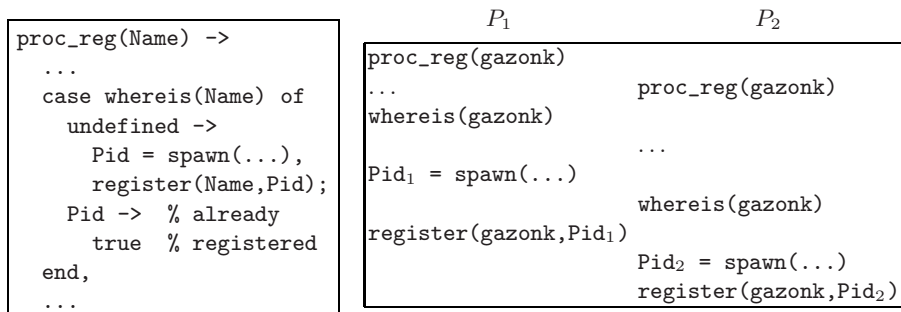 proc_reg(Name) ->
...
case whereis(Name) of
undefined ->
Pid = spawn(...),
register(Name,Pid);
Pid -> % already
true % registered
end,
...
P₁ P₂
proc_reg(gazonk)
... proc_reg(gazonk)
whereis(gazonk)
...
Pid₁ = spawn(...)
whereis(gazonk)
register(gazonk,Pid₁)
Pid₂ = spawn(...)
register(gazonk,Pid₂)